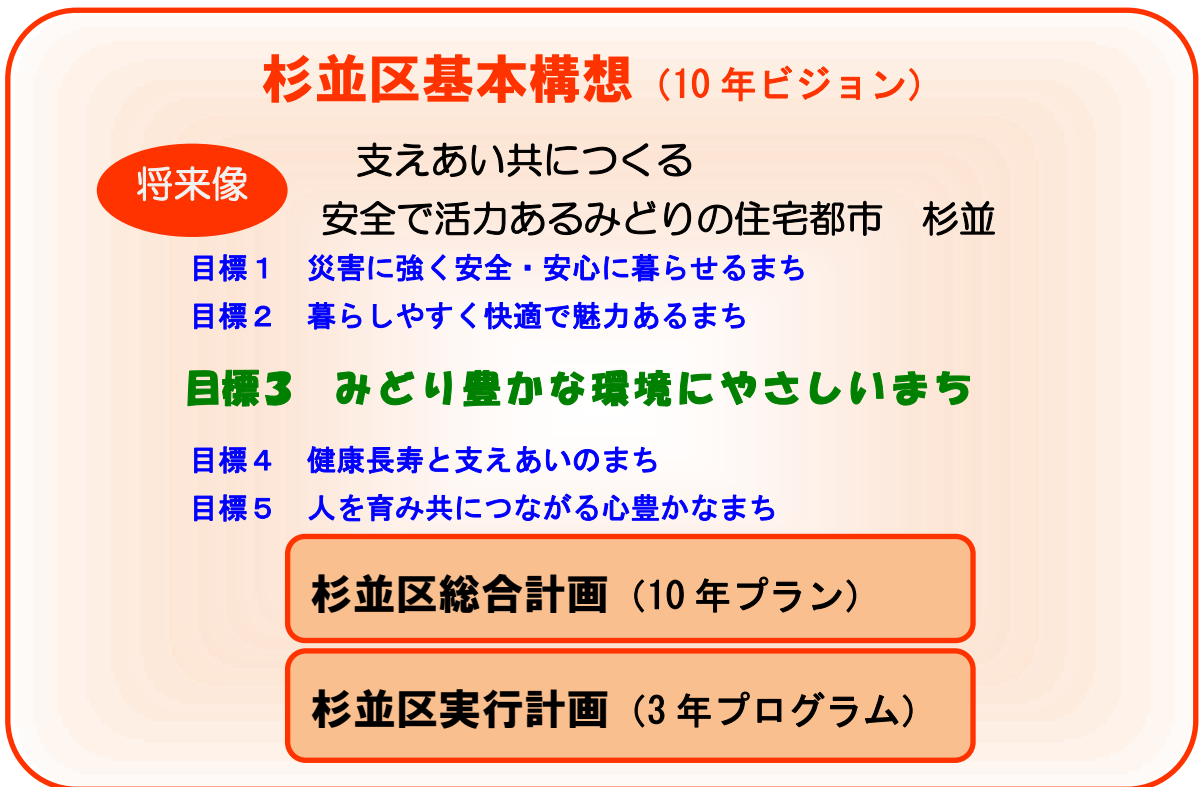 杉並区基本構想（10年ビジョン）
将来像
支えあい共につくる
安全で活力あるみどりの住宅都市　杉並
目標１　災害に強く安全・安心に暮らせるまち
目標２　暮らしやすく快適で魅力あるまち
目標３　みどり豊かな環境にやさしいまち
目標４　健康長寿と支えあいのまち
目標５　人を育み共につながる心豊かなまち
杉並区総合計画（10年プラン）
杉並区実行計画（3年プログラム）